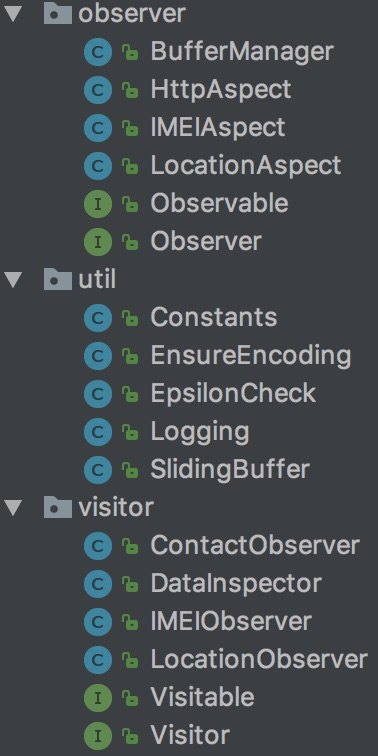 observer
C BufferManager
C HttpAspect
C IMEIAspect
C LocationAspect
I Observable
I Observer
util
C Constants
C EnsureEncoding
C EpsilonCheck
C Logging
C SlidingBuffer
visitor
C ContactObserver
C DataInspector
C IMEIObserver
C LocationObserver
I Visitable
I Visitor